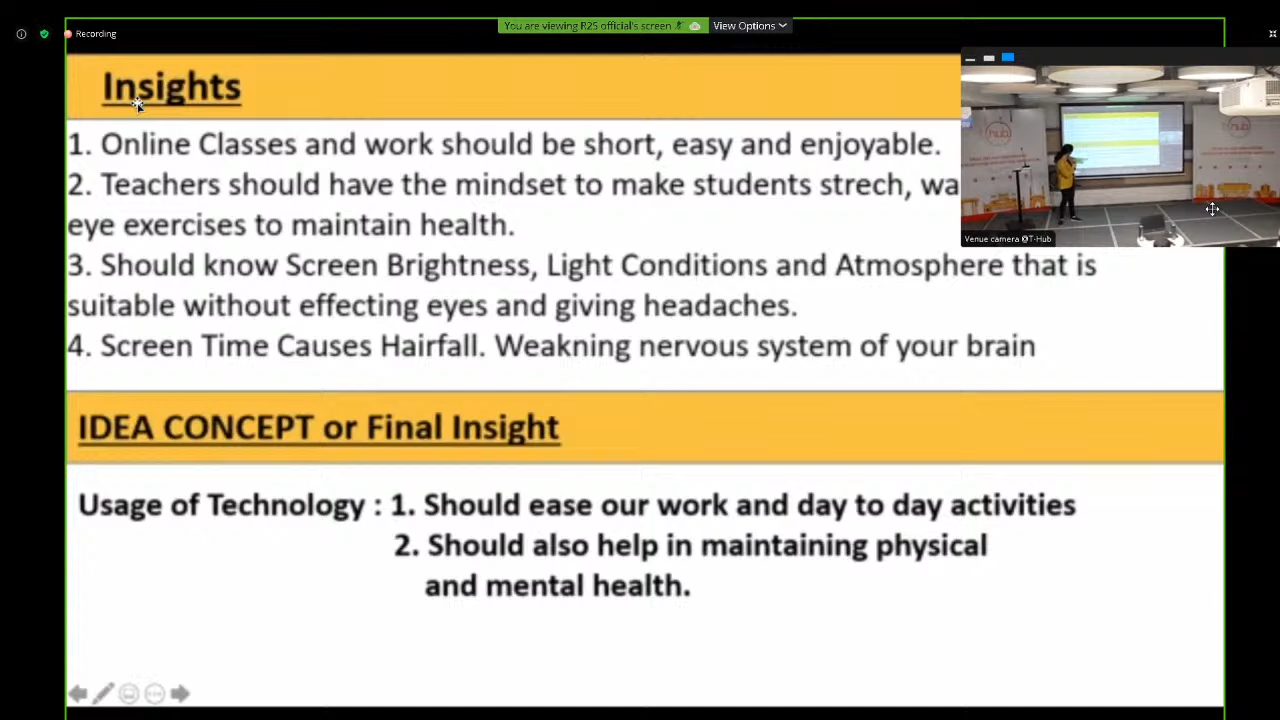 You are viewing R25 official's screen
View Options
Recording
Insights
1. Online Classes and work should be short, easy and enjoyable.
2. Teachers should have the mindset to make students strech, wa
eye exercises to maintain health.
3. Should know Screen Brightness, Light Conditions and Atmosphere that is
suitable without effecting eyes and giving headaches.
4. Screen Time Causes Hairfall. Weakning nervous system of your brain
Venue camera @T-Hub
hub
IDEA CONCEPT or Final Insight
Usage of Technology : 1. Should ease our work and day to day activities
2. Should also help in maintaining physical
and mental health.